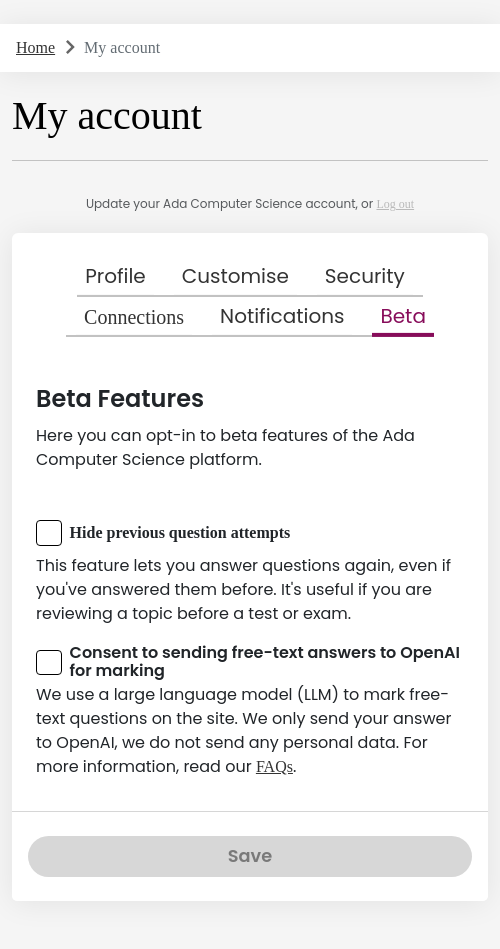 Home My account
My account
Update your Ada Computer Science account, or Log out
Profile Customise Security
Connections Notifications Beta
Beta Features
Here you can opt-in to beta features of the Ada
Computer Science platform.
Hide previous question attempts
This feature lets you answer questions again, even if
you've answered them before. It's useful if you are
reviewing a topic before a test or exam.
Consent to sending free-text answers to OpenAI
for marking
We use a large language model (LLM) to mark free-
text questions on the site. We only send your answer
to OpenAI, we do not send any personal data. For
more information, read our FAQs.
Save